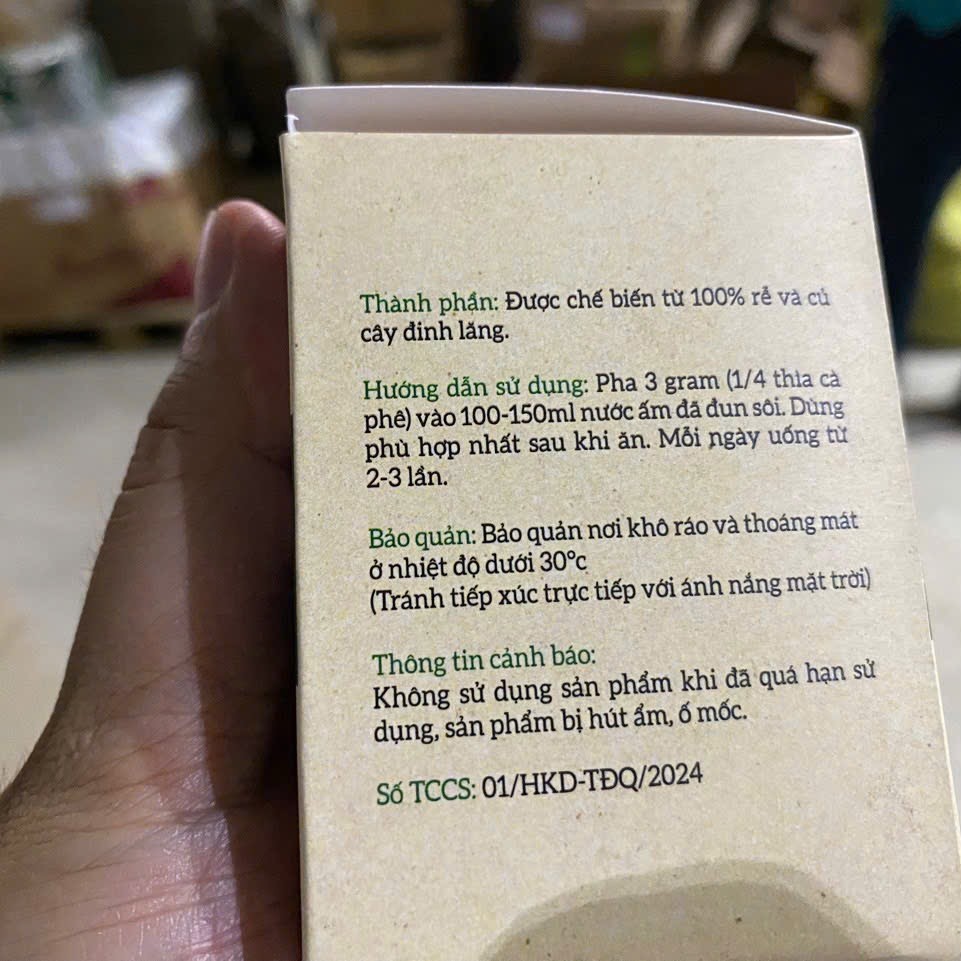 Thành phần: Được chế biến từ 100% rễ và củ
cây đinh lăng.
Hướng dẫn sử dụng: Pha 3 gram (1/4 thìa cà
phê) vào 100-150ml nước ấm đã đun sôi. Dùng
phù hợp nhất sau khi ăn. Mỗi ngày uống từ
2-3 lần.
Bảo quản: Bảo quản nơi khô ráo và thoáng mát
ở nhiệt độ dưới 30°c
(Tránh tiếp xúc trực tiếp với ánh nắng mặt trời)
Thông tin cảnh báo:
Không sử dụng sản phẩm khi đã quá hạn sử
dụng, sản phẩm bị hút ẩm, ố mốc.
Số TCCS: 01/HKD-TĐQ/2024